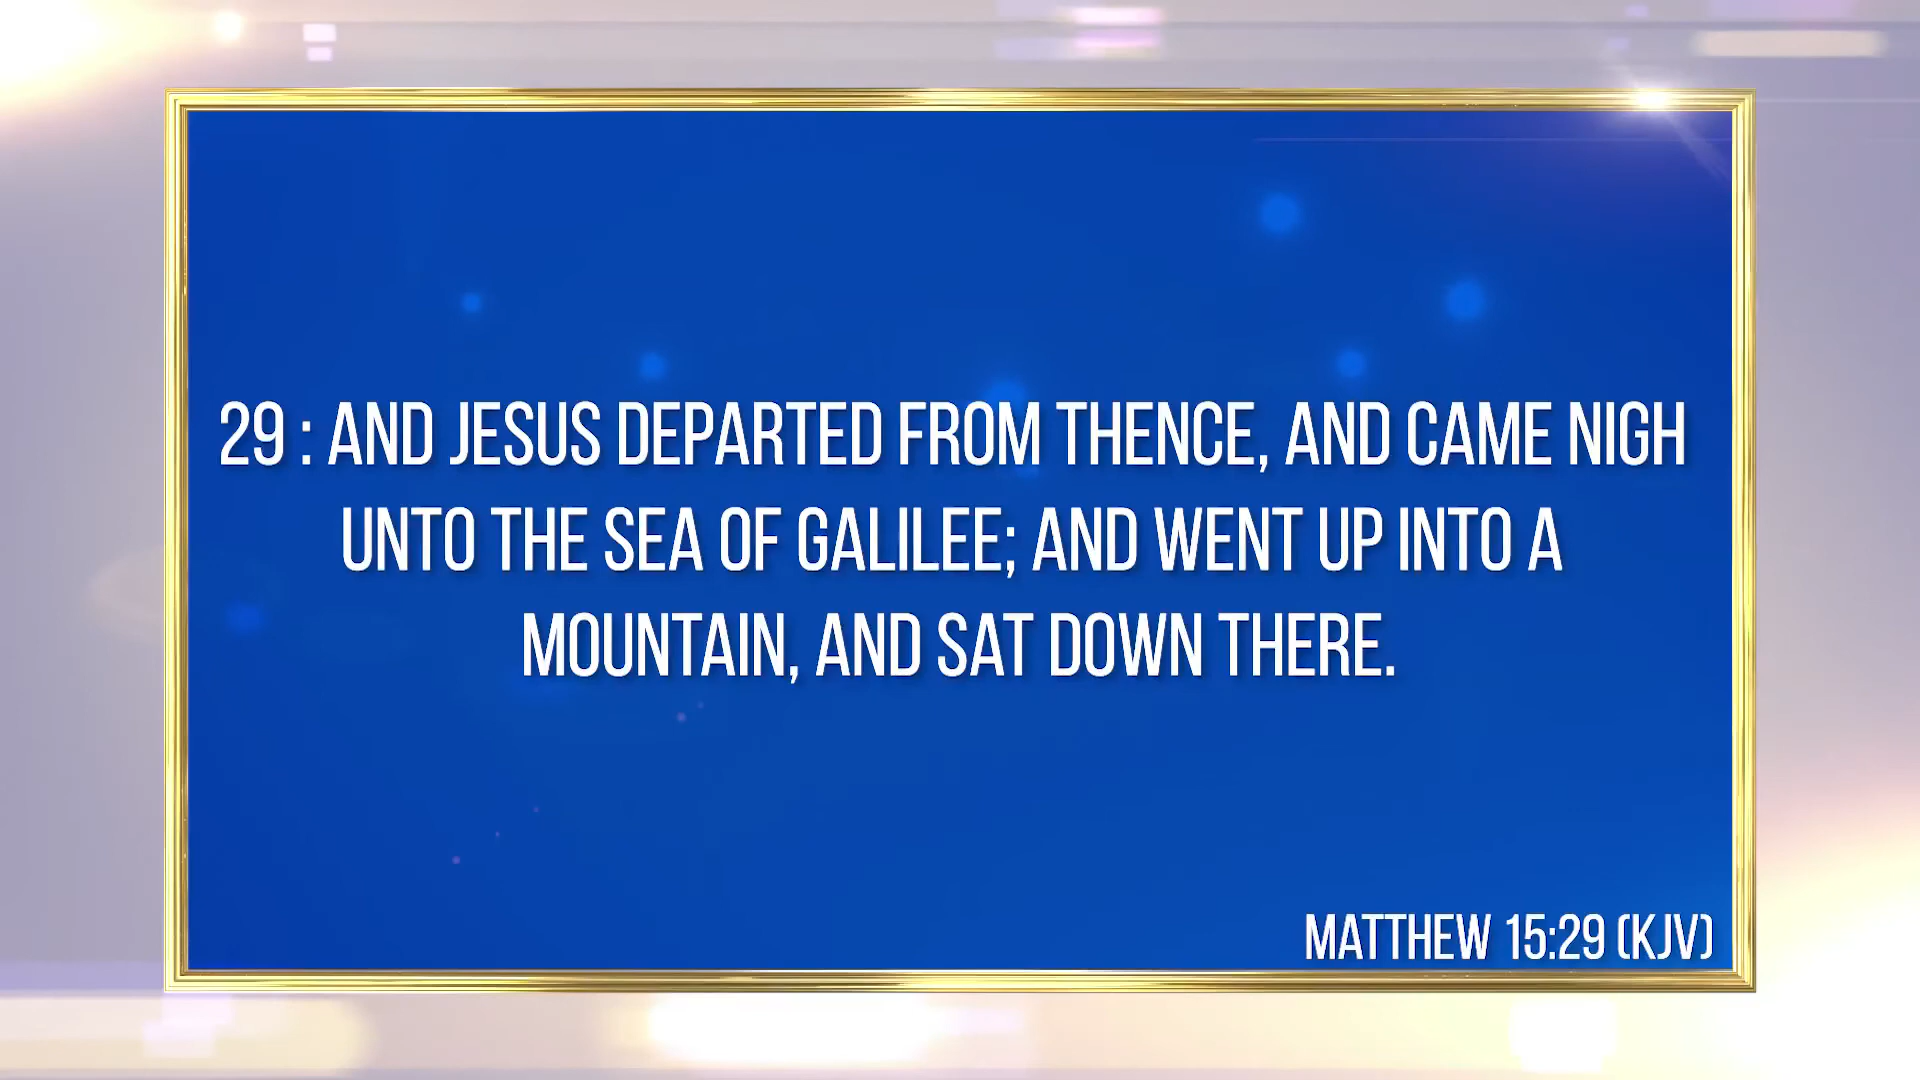 29 : AND JESUS DEPARTED FROM THENCE, AND CAME NIGH
UNTO THE SEA OF GALILEE; AND WENT UP INTO A
MOUNTAIN, AND SAT DOWN THERE.
MATTHEW 15:29 (KJV)